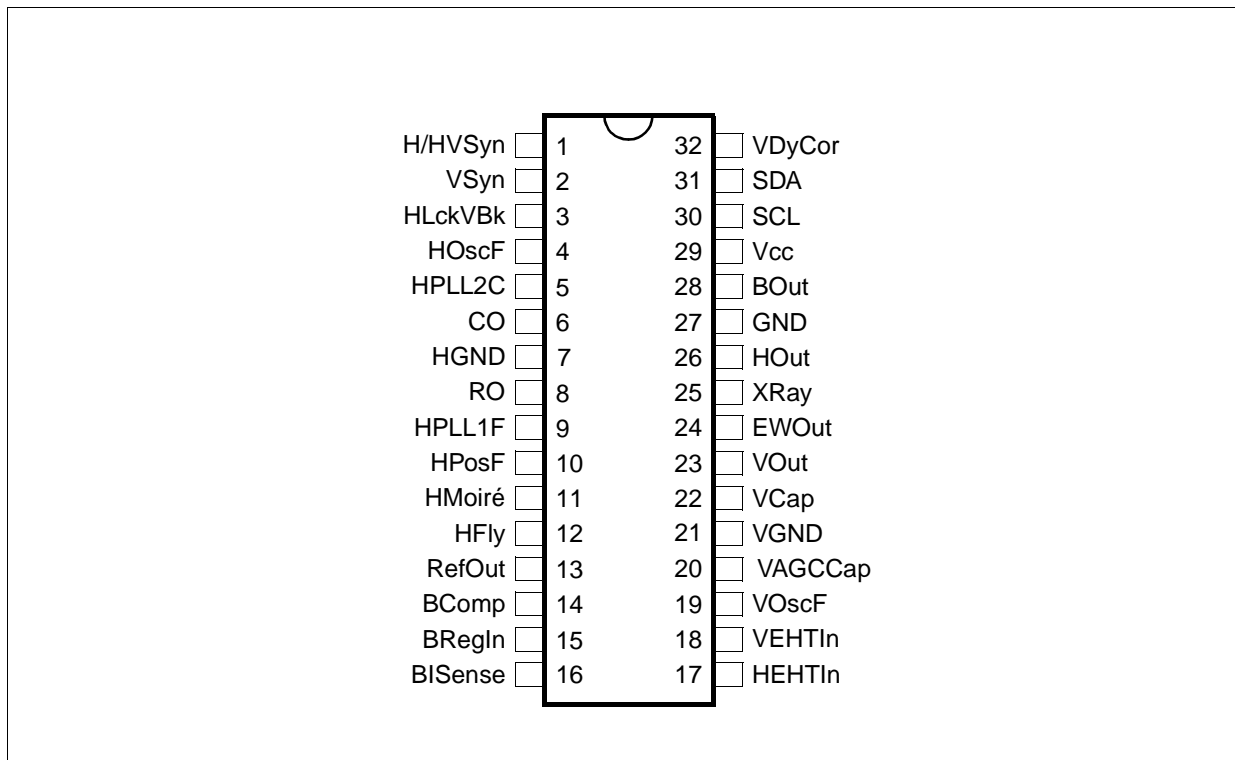 H/HVSyn 1 32 VDyCor
VSyn 2 31 SDA
HLckVBk 3 30 SCL
HOscF 4 29 Vcc
HPLL2C 5 28 BOut
CO 6 27 GND
HGND 7 26 HOut
RO 8 25 XRay
HPLL1F 9 24 EWOut
HPosF 10 23 VOut
HMoiré 11 22 VCap
HFly 12 21 VGND
RefOut 13 20 VAGCCap
BComp 14 19 VOscF
BRegIn 15 18 VEHTIn
BISense 16 17 HEHTIn